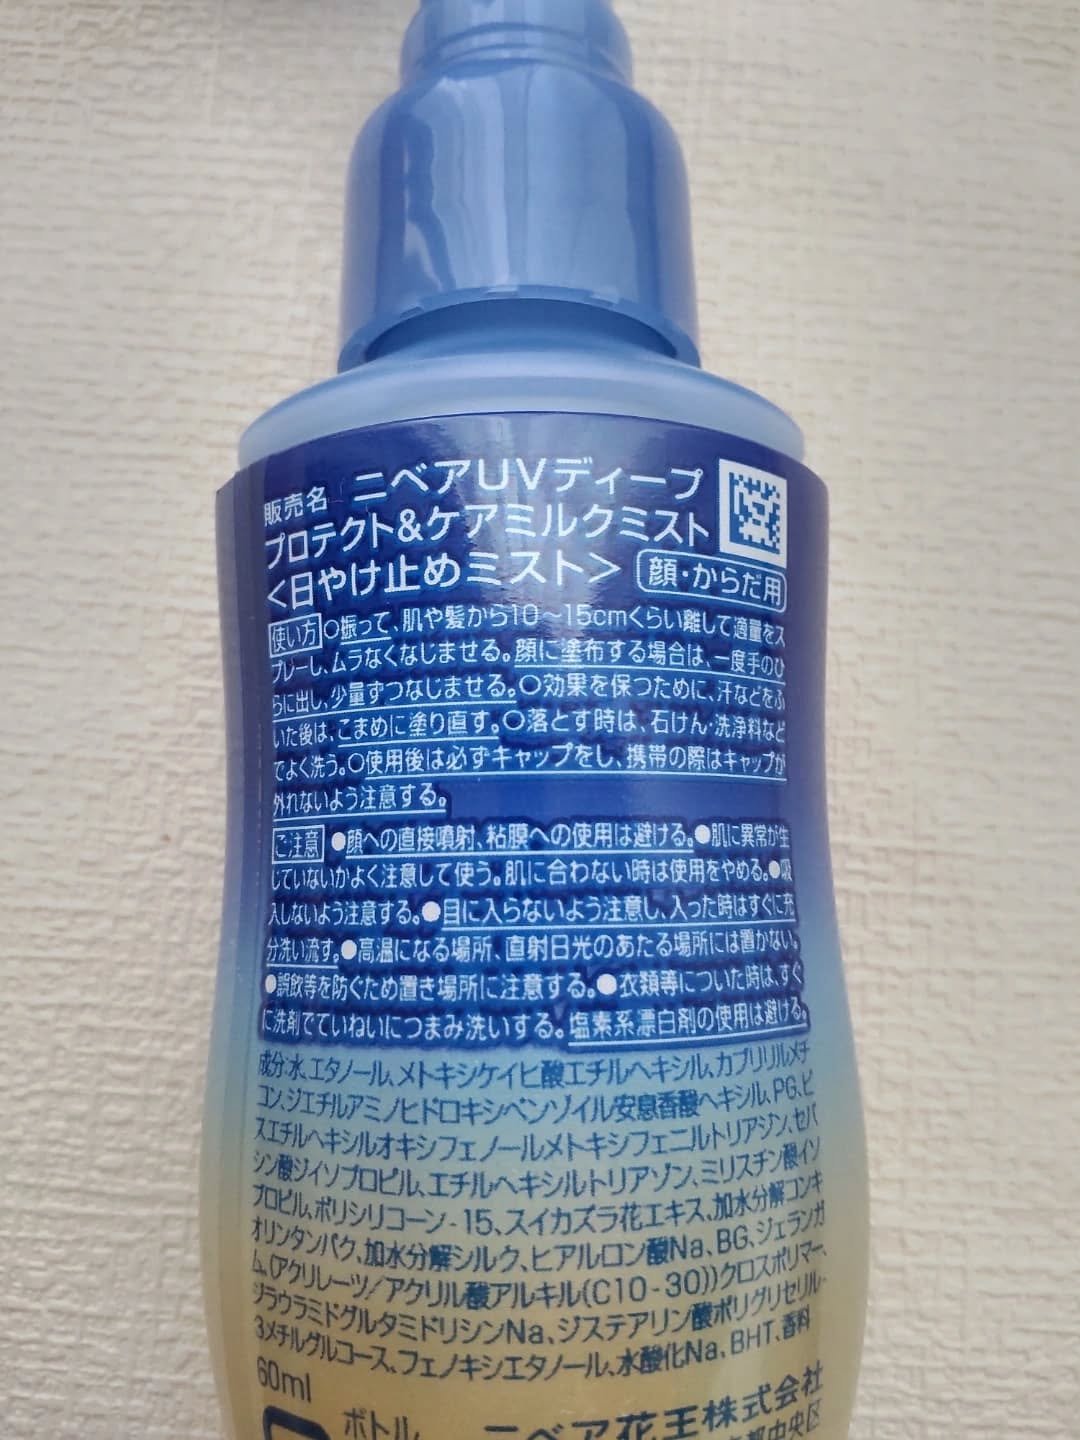 販売名 ニベアUVディープ
プロテクト&ケアミルクミスト
<日やけ止めミスト> 顔・からだ用
使い方 ○振って、肌や髪から10～15cmくらい離して適量をス
プレーし、ムラなくなじませる。顔に塗布する場合は、一度手のひ
らに出し、少量ずつなじませる。○効果を保つために、汗などをふ
いた後は、こまめに塗り直す。○落とす時は、石けん・洗浄料など
でよく洗う。○使用後は必ずキャップをし、携帯の際はキャップが
外れないよう注意する。
ご注意 ●顔への直接噴射、粘膜への使用は避ける。●肌に異常が生
じていないかよく注意して使う。肌に合わない時は使用をやめる。●吸
入しないよう注意する。●目に入らないよう注意し、入った時はすぐに充
分洗い流す。●高温になる場所、直射日光のあたる場所には置かない。
●誤飲等を防ぐため置き場所に注意する。●衣類等についた時は、すぐ
に洗剤でていねいにつまみ洗いする。塩素系漂白剤の使用は避ける。
成分:水、エタノール、メトキシケイヒ酸エチルヘキシル、カプリリルメチ
コン、ジエチルアミノヒドロキシベンゾイル安息香酸ヘキシル、PG、ビ
スエチルヘキシルオキシフェノールメトキシフェニルトリアジン、セバ
シン酸ジイソプロピル、エチルヘキシルトリアゾン、ミリスチン酸イソ
プロピル、ポリシリコーン-15、スイカズラ花エキス、加水分解コンキ
オリンタンパク、加水分解シルク、ヒアルロン酸Na、BG、ジェランガ
ム、(アクリレーツ/アクリル酸アルキル(C10-30))クロスポリマー、
ジラウラミドグルタミドリシンNa、ジステアリン酸ポリグリセリル-
3メチルグルコース、フェノキシエタノール、水酸化Na、BHT、香料
60ml
ボトル
ニベア花王株式会社
都中央区